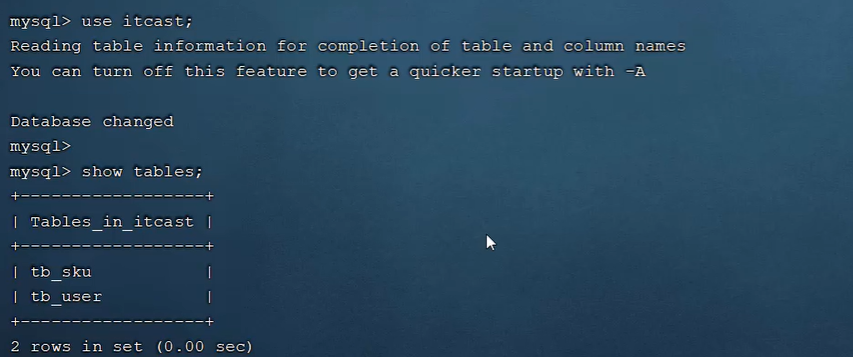 mysql> use itcast;
Reading table information for completion of table and column names
You can turn off this feature to get a quicker startup with -A
Database changed
mysql>
mysql> show tables;
+------------------+
| Tables_in_itcast |
+------------------+
| tb_sku           |
| tb_user          |
+------------------+
2 rows in set (0.00 sec)